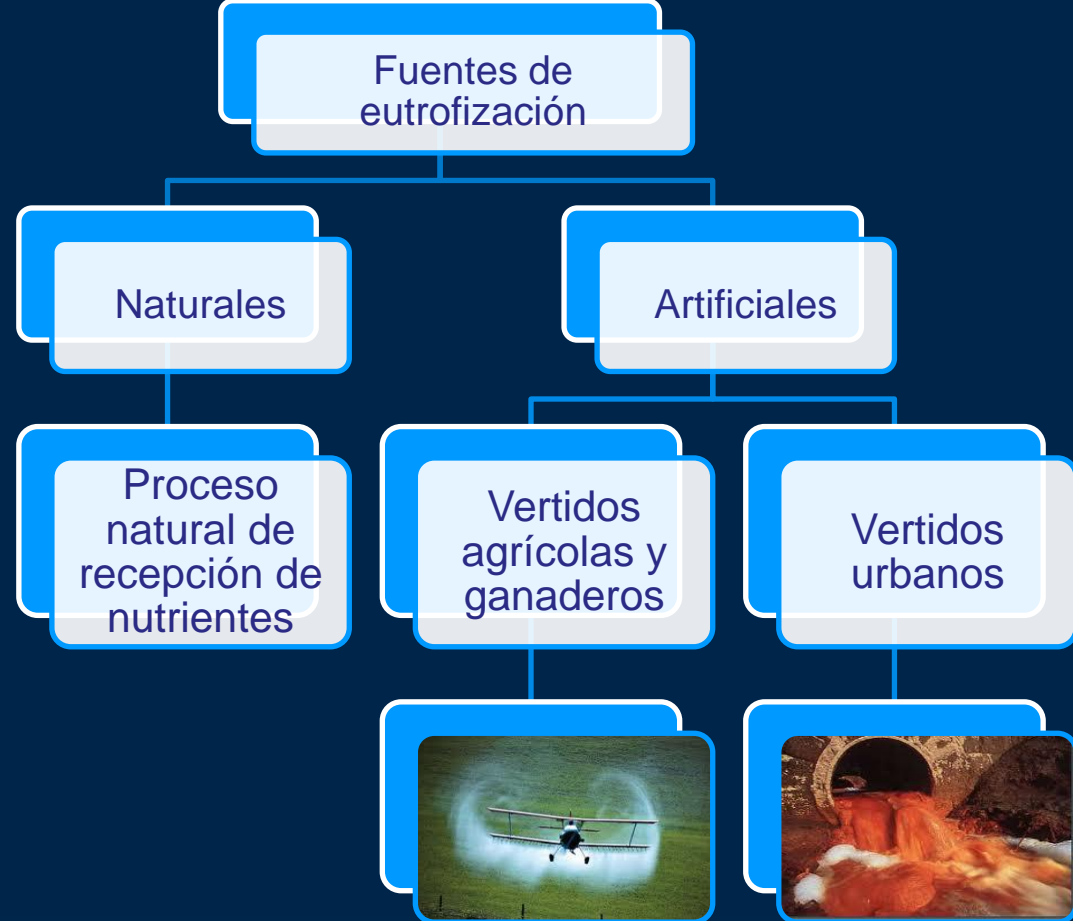 Fuentes de
eutrofización
Naturales
Artificiales
Proceso
natural de
recepción de
nutrientes
Vertidos
agrícolas y
ganaderos
Vertidos
urbanos